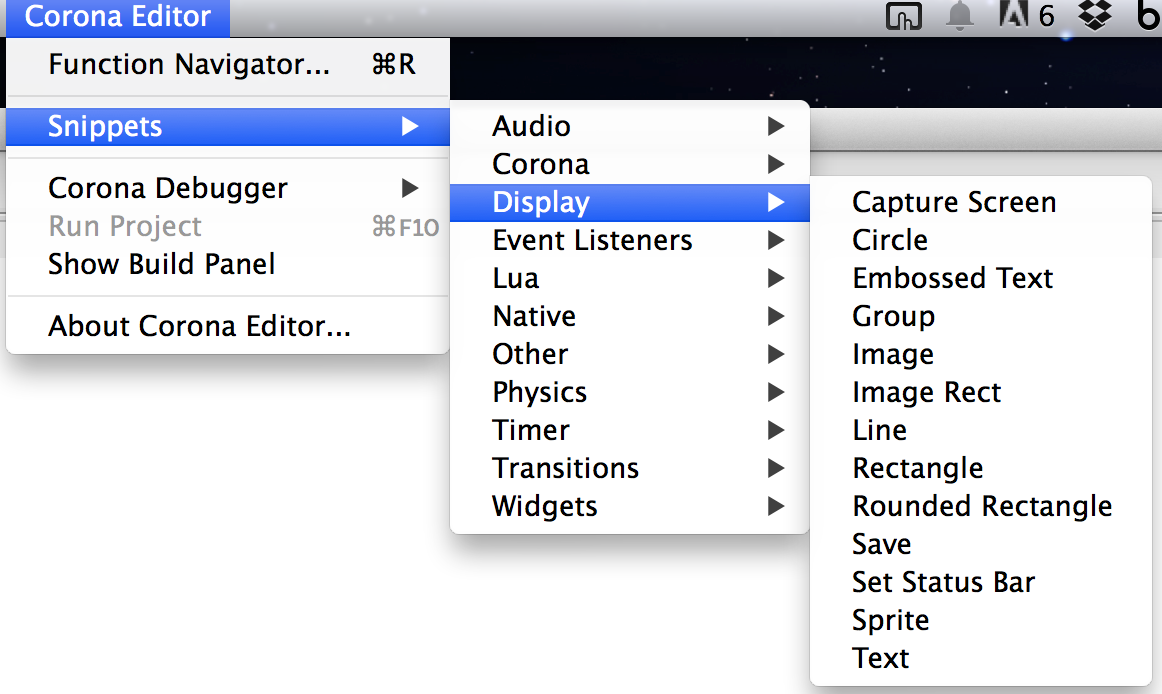 Corona Editor 6 b
Function Navigator... ⌘R
Snippets
Corona Debugger
Run Project ⌘F10
Show Build Panel
About Corona Editor...
Audio
Corona
Display
Event Listeners
Lua
Native
Other
Physics
Timer
Transitions
Widgets
Capture Screen
Circle
Embossed Text
Group
Image
Image Rect
Line
Rectangle
Rounded Rectangle
Save
Set Status Bar
Sprite
Text